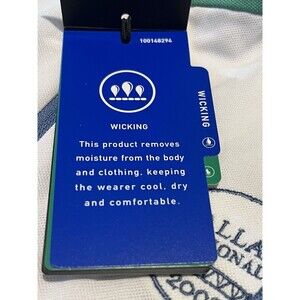 100148294
WICKING
WICKING
This product removes
moisture from the body
and clothing, keeping
the wearer cool, dry
and comfortable.